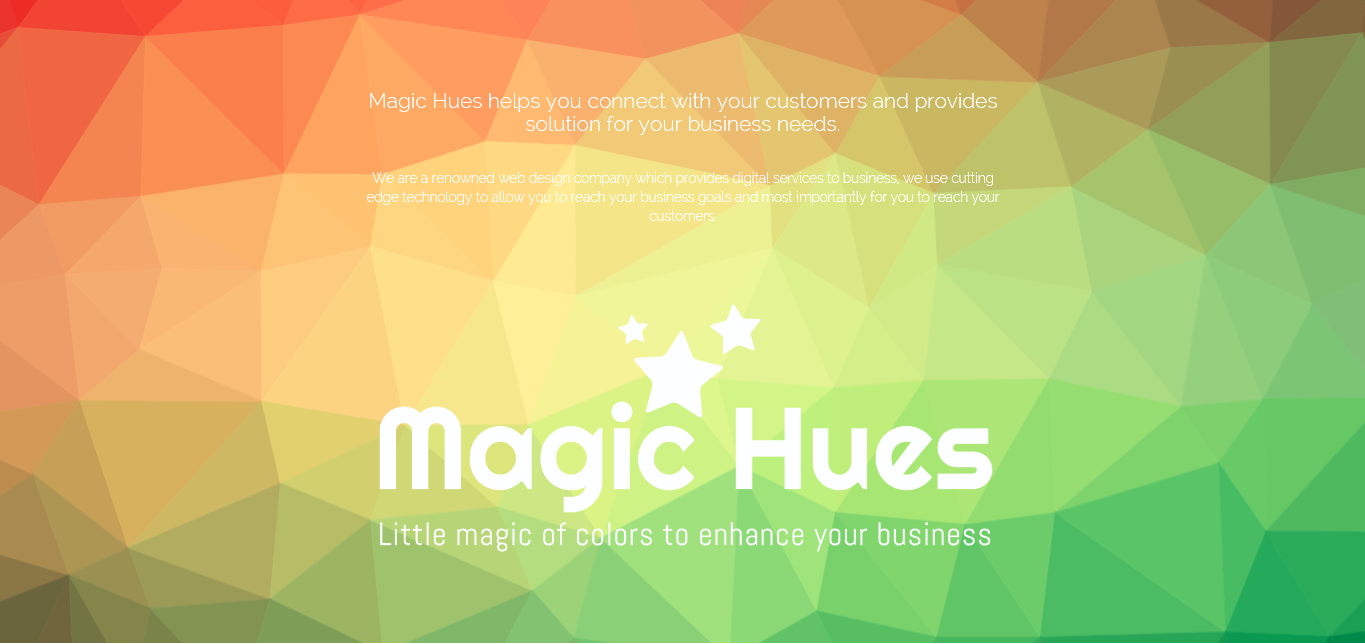 Magic Hues helps you connect with your customers and provides
solution for your business needs.
We are a renowned web design company which provides digital services to business, we use cutting
edge technology to allow you to reach your business goals and most importantly for you to reach your
customers
Magic Hues
Little magic of colors to enhance your business